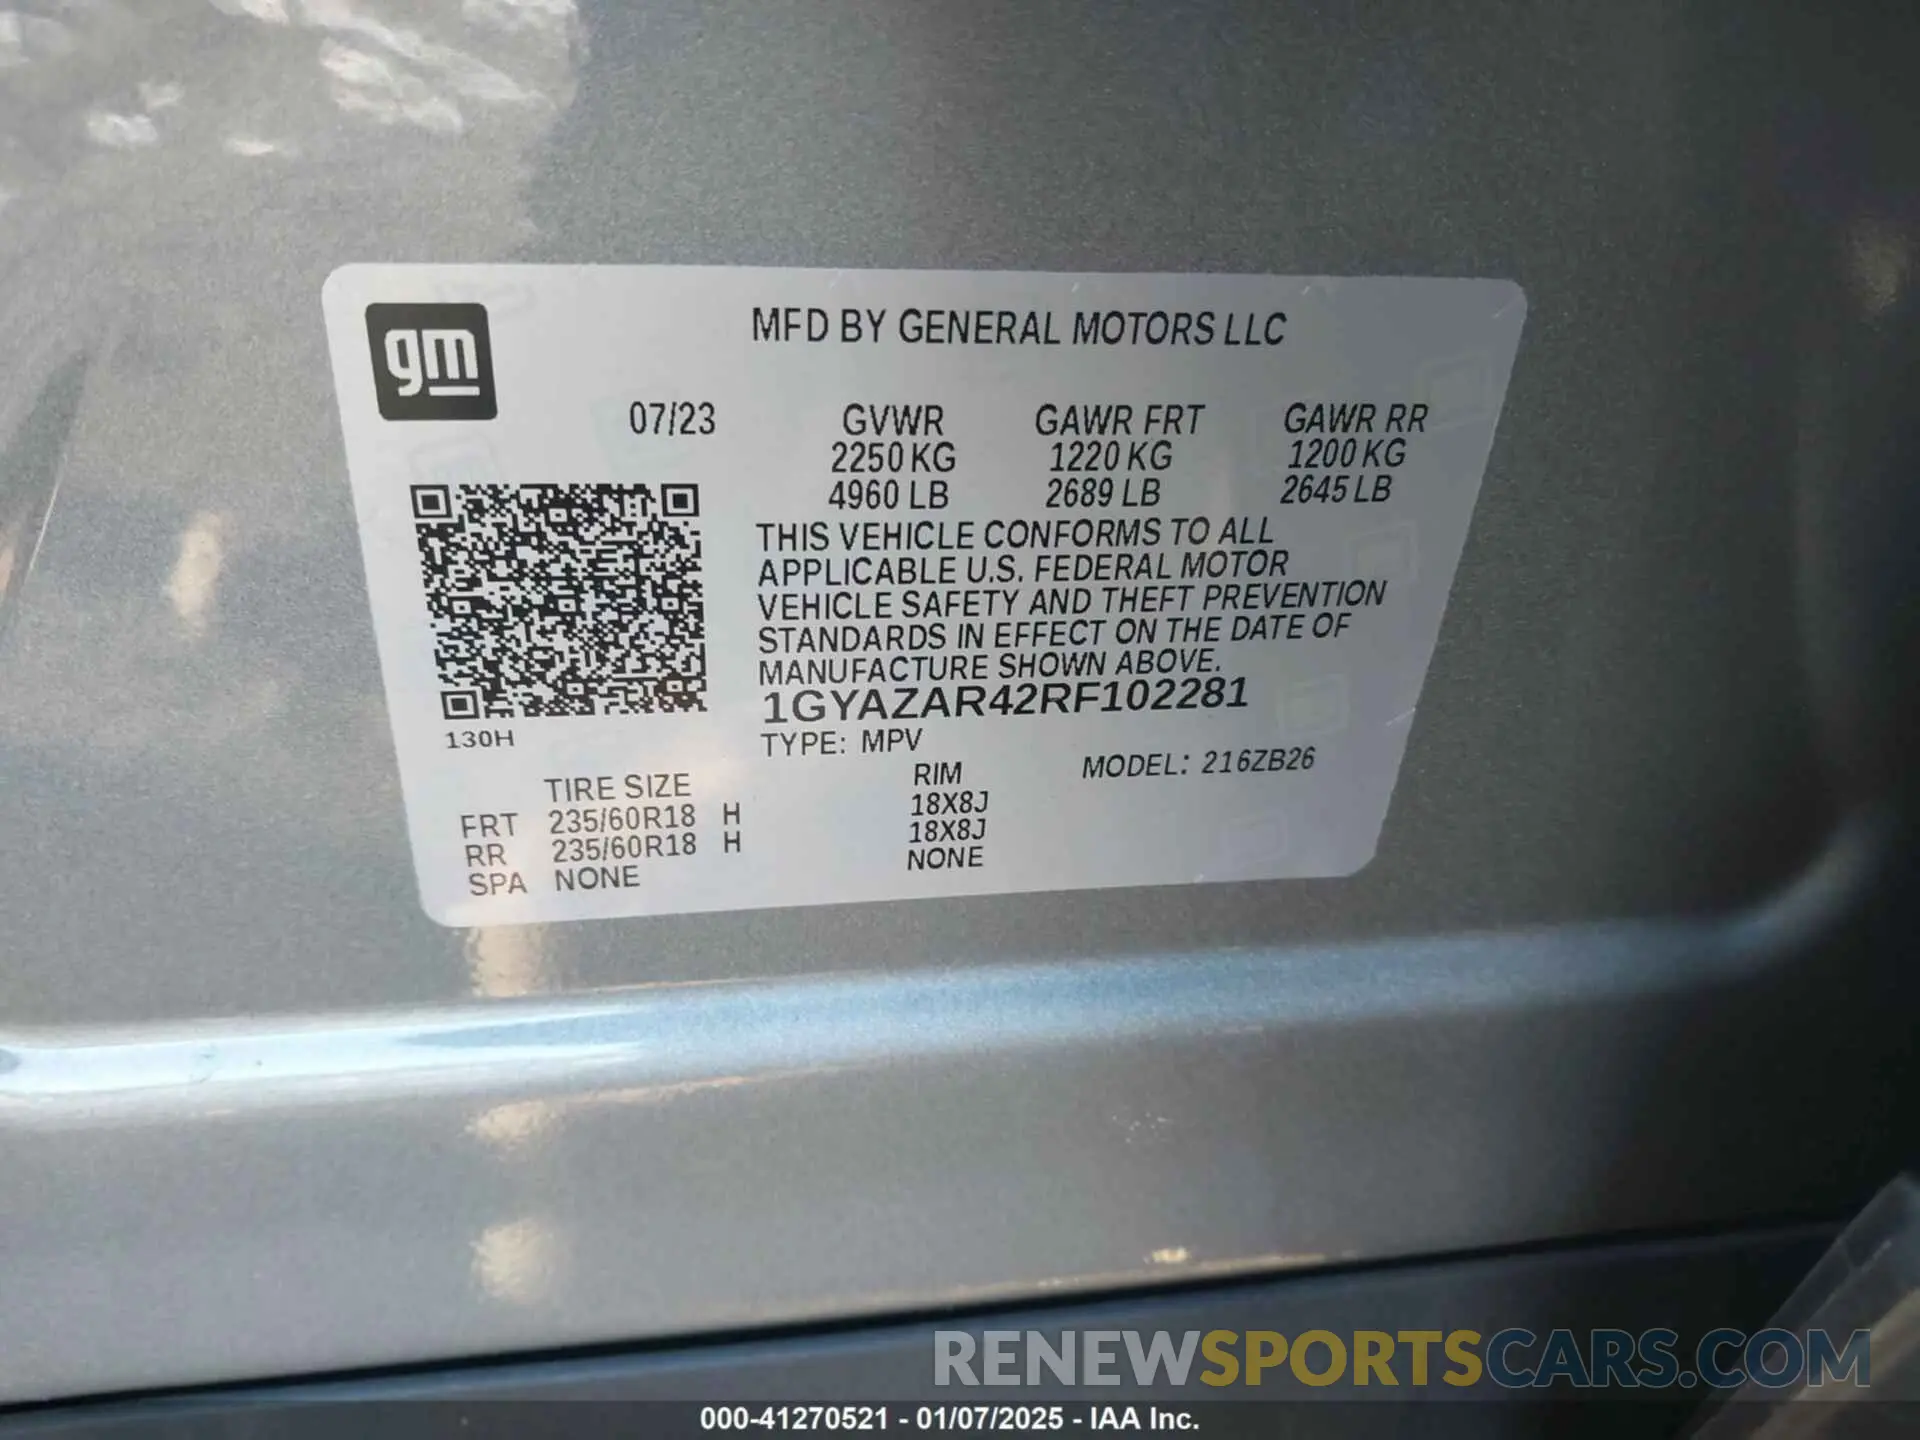 gm
MFD BY GENERAL MOTORS LLC
07/23 GVWR GAWR FRT GAWR RR
2250 KG 1220 KG 1200 KG
4960 LB 2689 LB 2645 LB
THIS VEHICLE CONFORMS TO ALL
APPLICABLE U.S. FEDERAL MOTOR
VEHICLE SAFETY AND THEFT PREVENTION
STANDARDS IN EFFECT ON THE DATE OF
MANUFACTURE SHOWN ABOVE.
1GYAZAR42RF102281
130H TYPE: MPV
MODEL: 216ZB26
TIRE SIZE RIM
FRT 235/60R18 H 18X8J
RR 235/60R18 H 18X8J
SPA NONE NONE
RENEWSPORTSCARS.COM
000-41270521 - 01/07/2025 - IAA Inc.